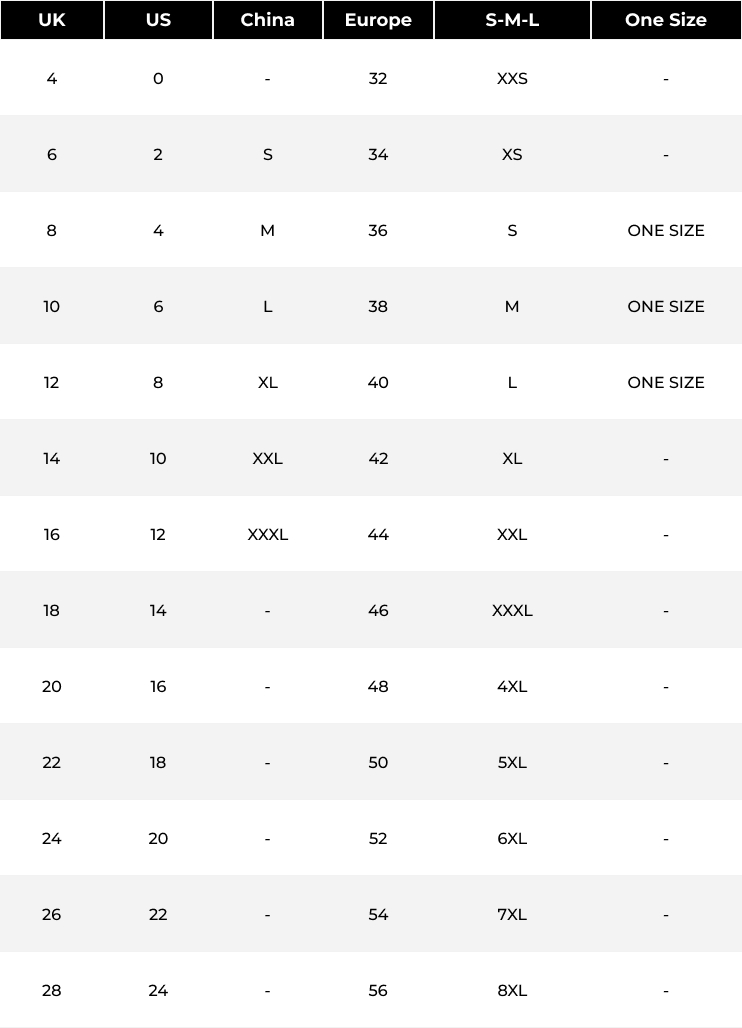 UK US China Europe S-M-L One Size
4 0 - 32 XXS -
6 2 S 34 XS -
8 4 M 36 S ONE SIZE
10 6 L 38 M ONE SIZE
12 8 XL 40 L ONE SIZE
14 10 XXL 42 XL -
16 12 XXXL 44 XXL -
18 14 - 46 XXXL -
20 16 - 48 4XL -
22 18 - 50 5XL -
24 20 - 52 6XL -
26 22 - 54 7XL -
28 24 - 56 8XL -